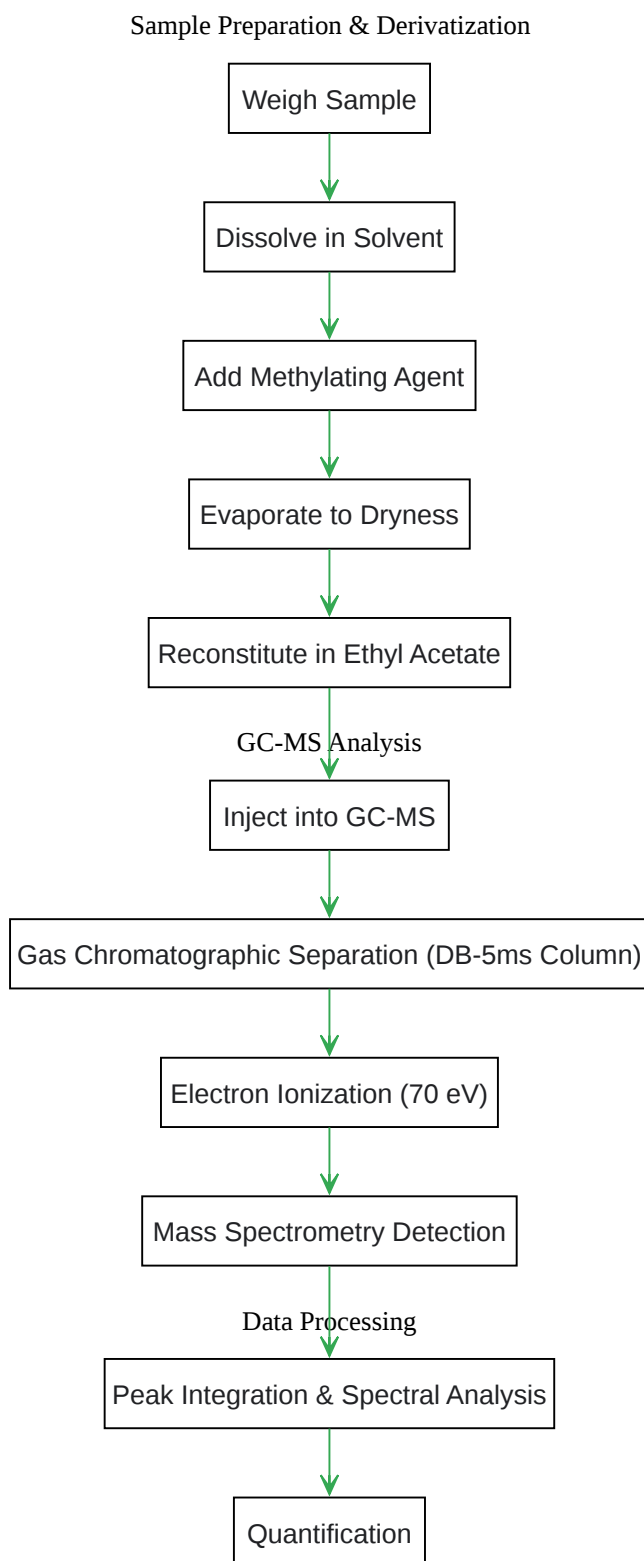 Sample Preparation & Derivatization
Weigh Sample
Dissolve in Solvent
Add Methylating Agent
Evaporate to Dryness
Reconstitute in Ethyl Acetate
GC-MS Analysis
Inject into GC-MS
Gas Chromatographic Separation (DB-5ms Column)
Electron Ionization (70 eV)
Mass Spectrometry Detection
Data Processing
Peak Integration & Spectral Analysis
Quantification